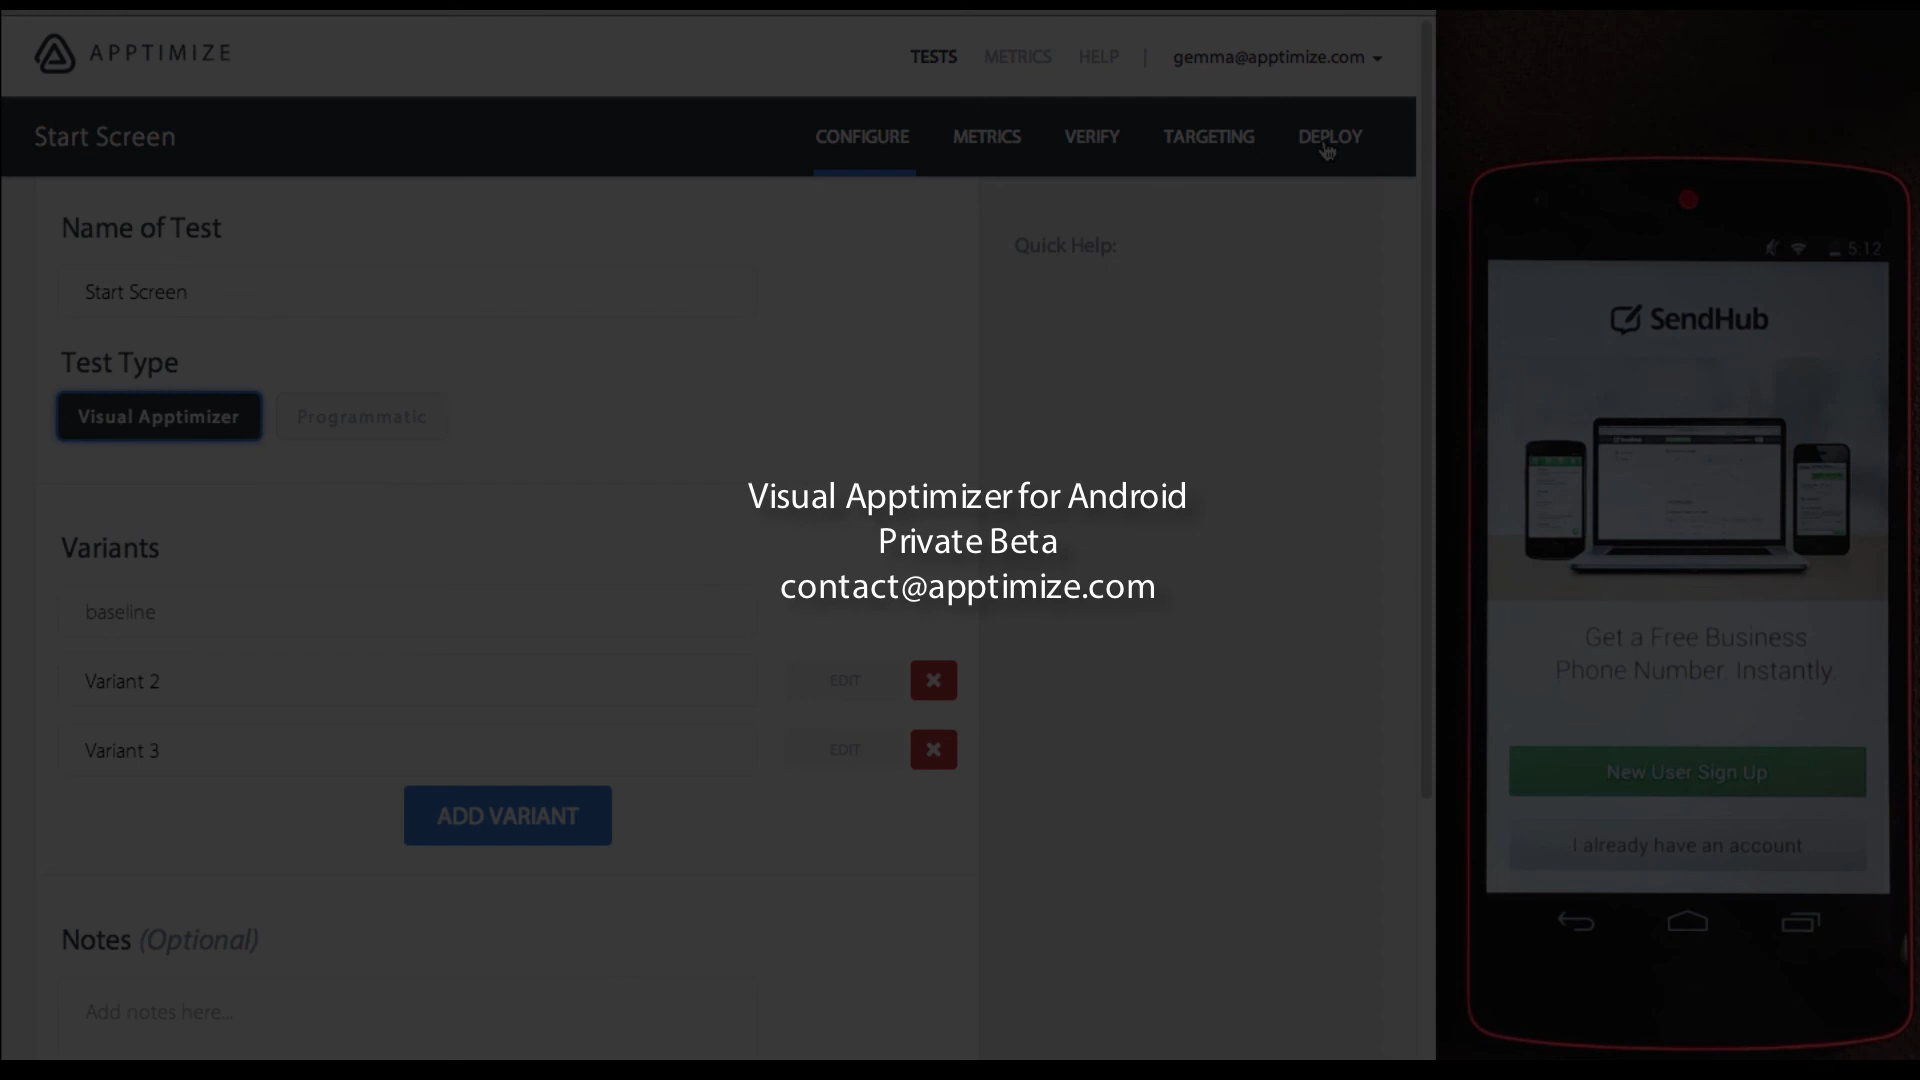 APPTIMIZE
TESTS METRICS HELP | gemma@apptimize.com
Start Screen
CONFIGURE METRICS VERIFY TARGETING DEPLOY
Name of Test
Start Screen
Quick Help:
Test Type
Visual Apptimizer Programmatic
Variants
baseline
Variant 2 EDIT
Variant 3 EDIT
ADD VARIANT
Notes (Optional)
Add notes here...
Visual Apptimizer for Android
Private Beta
contact@apptimize.com
5:12
SendHub
Get a Free Business
Phone Number. Instantly.
New User Sign Up
I already have an account